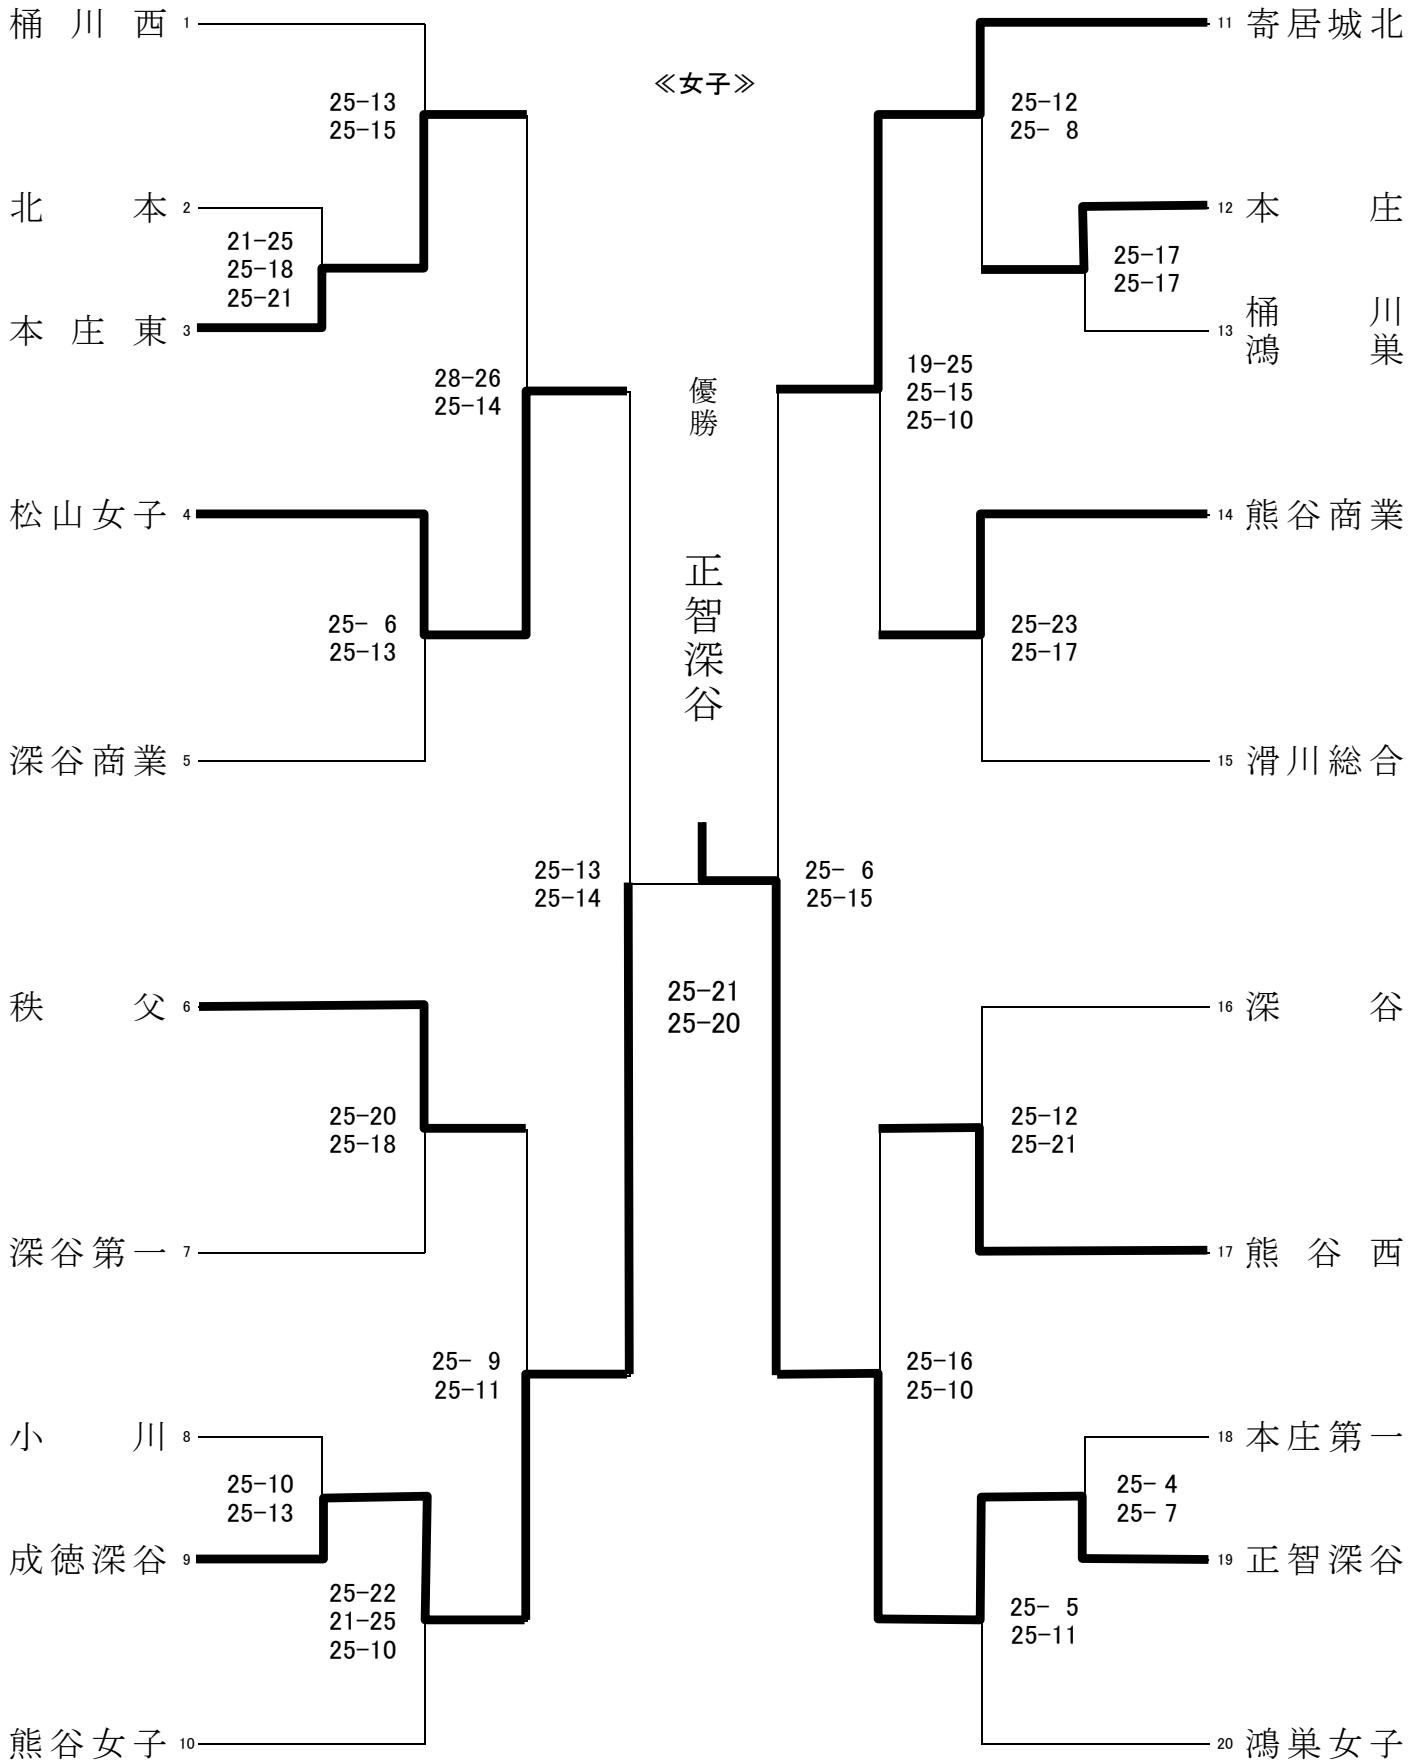 ≪女子≫
桶川西 1
25-13
25-15
北本 2
21-25
25-18
25-21
本庄東 3
28-26
25-14
松山女子 4
25- 6
25-13
深谷商業 5
25-13
25-14
秩父 6
25-20
25-18
深谷第一 7
25- 9
25-11
小川 8
25-10
25-13
成徳深谷 9
25-22
21-25
25-10
熊谷女子 10
優勝
正智深谷
25-21
25-20
11 寄居城北
25-12
25- 8
12 本庄
25-17
25-17
13 桶川
鴻巣
19-25
25-15
25-10
14 熊谷商業
25-23
25-17
15 滑川総合
25- 6
25-15
16 深谷
25-12
25-21
17 熊谷西
25-16
25-10
18 本庄第一
25- 4
25- 7
19 正智深谷
25- 5
25-11
20 鴻巣女子